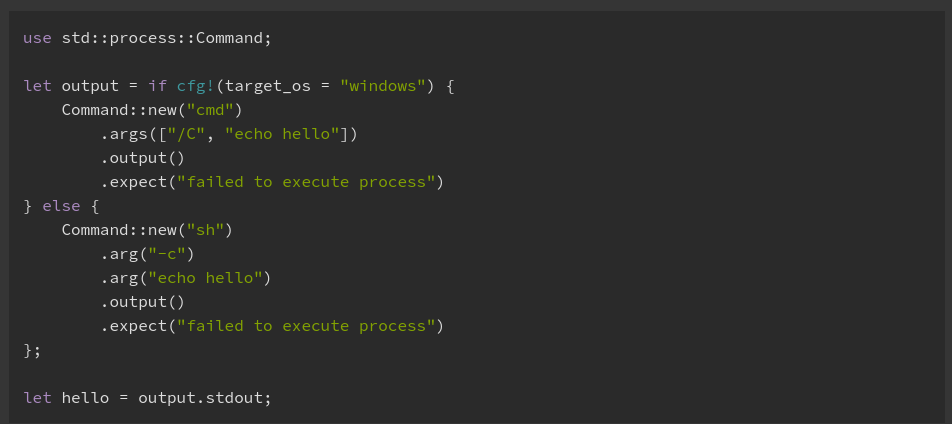 use std::process::Command;

let output = if cfg!(target_os = "windows") {
    Command::new("cmd")
        .args(["/C", "echo hello"])
        .output()
        .expect("failed to execute process")
} else {
    Command::new("sh")
        .arg("-c")
        .arg("echo hello")
        .output()
        .expect("failed to execute process")
};

let hello = output.stdout;